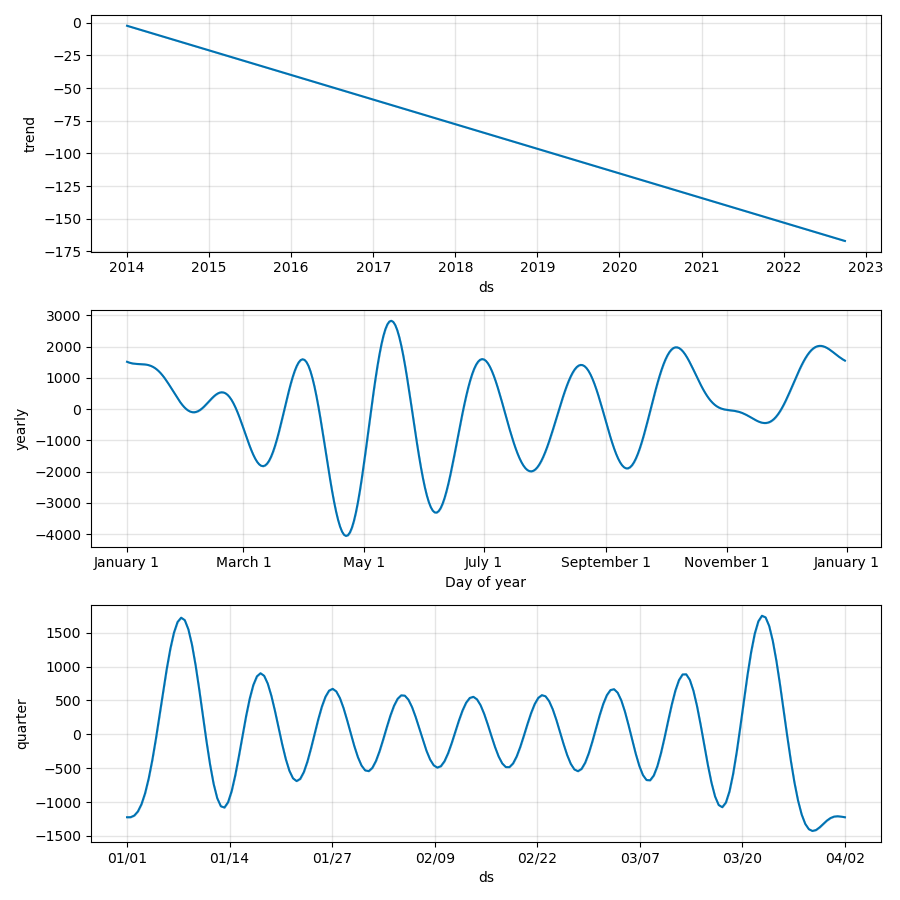 0
−25
−50
−75
−100
−125
−150
−175
trend
2014 2015 2016 2017 2018 2019 2020 2021 2022 2023
ds
3000
2000
1000
0
−1000
−2000
−3000
−4000
yearly
January 1 March 1 May 1 July 1 September 1 November 1 January 1
Day of year
1500
1000
500
0
−500
−1000
−1500
quarter
01/01 01/14 01/27 02/09 02/22 03/07 03/20 04/02
ds